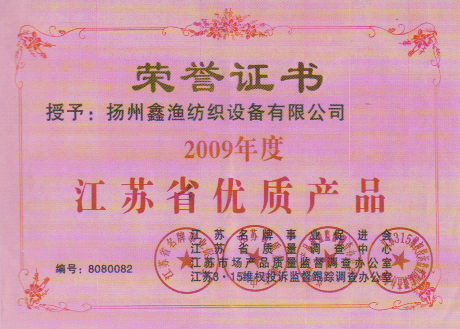 荣誉证书
授予：扬州鑫渔纺织设备有限公司
2009年度
江苏省优质产品
江苏名牌事业促进会
江苏省质量调查中心
江苏市场产品质量监督调查办公室
江苏3·15维权投诉监督跟踪调查办公室
编号：8080082